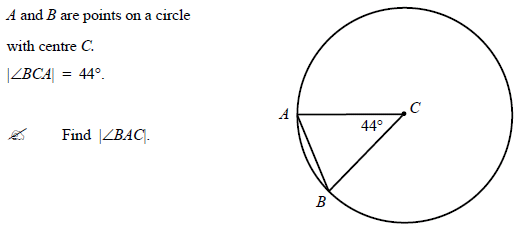 A and B are points on a circle
with centre C.
|∠BCA| = 44°.
Find |∠BAC|.
A
C
44°
B